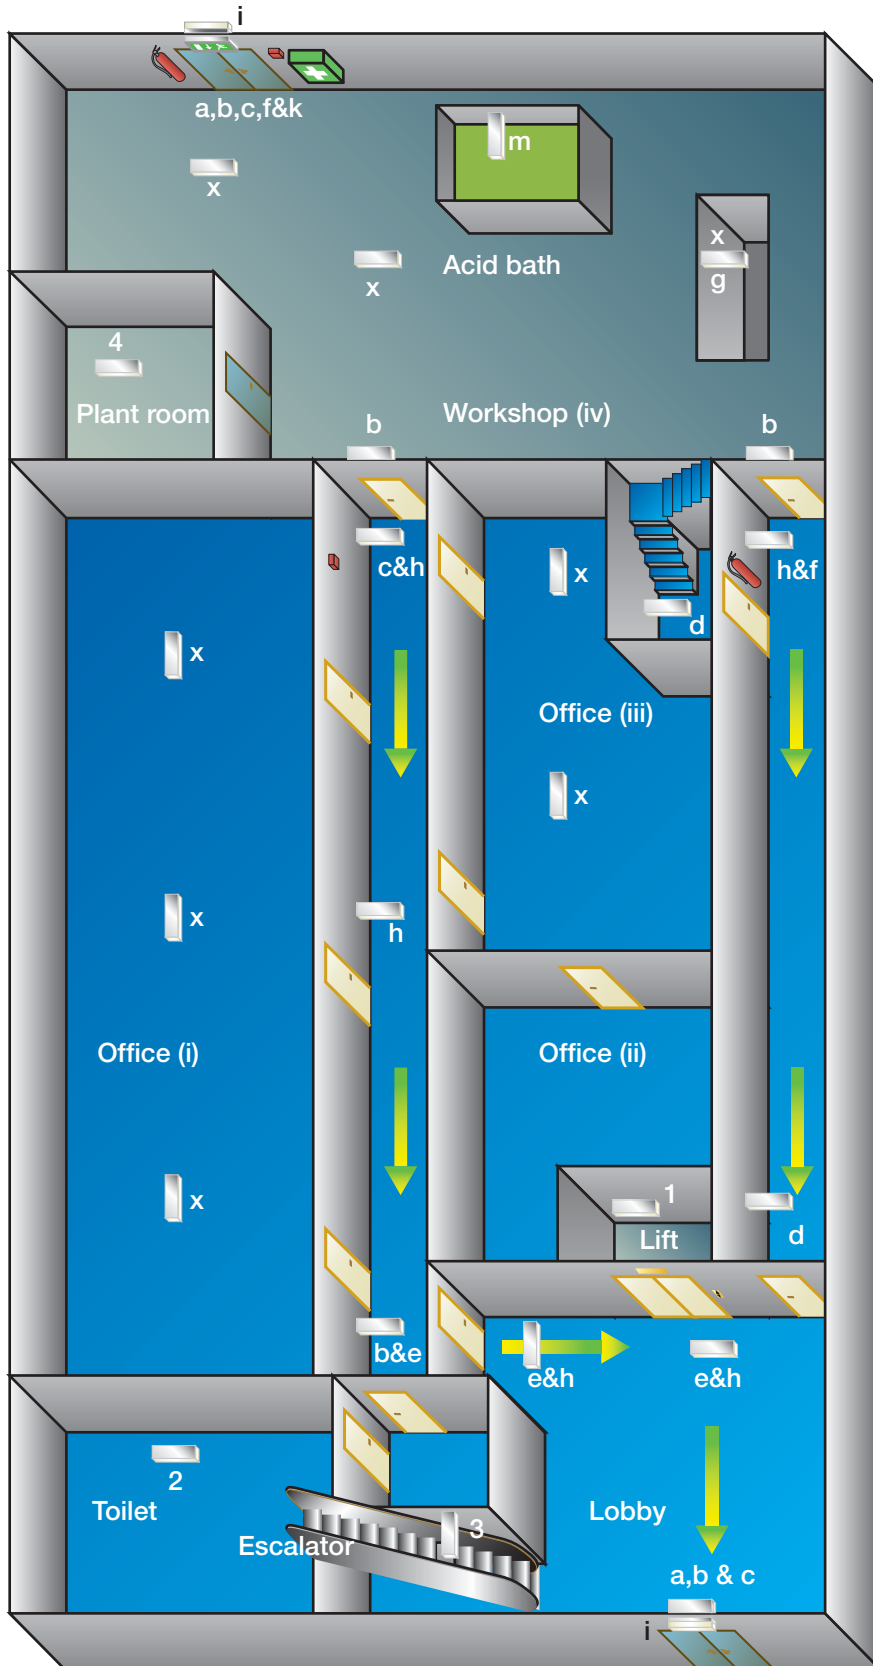 i
a,b,c,f&k
m
x
x
Acid bath
x
g
4
Plant room
Workshop (iv)
b
b
c&h
x
h&f
d
x
Office (iii)
x
x
h
Office (i)
Office (ii)
x
1
Lift
d
b&e
e&h
e&h
2
Toilet
3
Escalator
Lobby
a,b & c
i